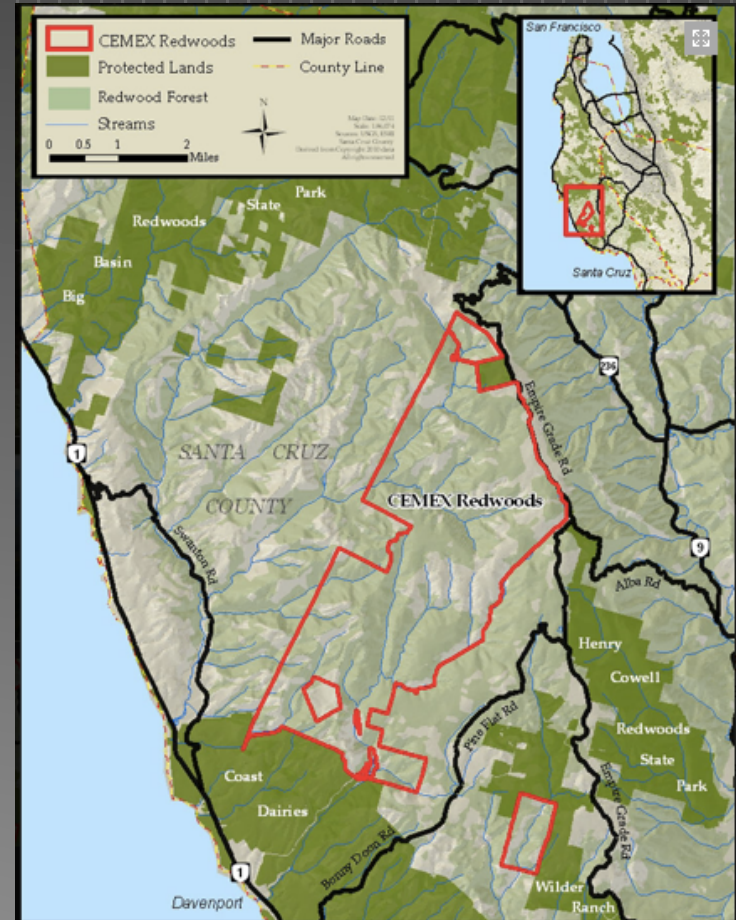 CEMEX Redwoods
Protected Lands
Redwood Forest
Streams
Major Roads
County Line
N
0 0.5 1 2
Miles
San Francisco
Santa Cruz
Big
Basin
Redwoods
State
Park
236
Empire Grade Rd
1
SANTA CRUZ
COUNTY
CEMEX Redwoods
Swanton Rd
9
Alba Rd
Henry
Cowell
Redwoods
State
Park
Pine Flat Rd
Empire Grade Rd
Coast
Dairies
Bonny Doon Rd
1
Davenport
Wilder
Ranch